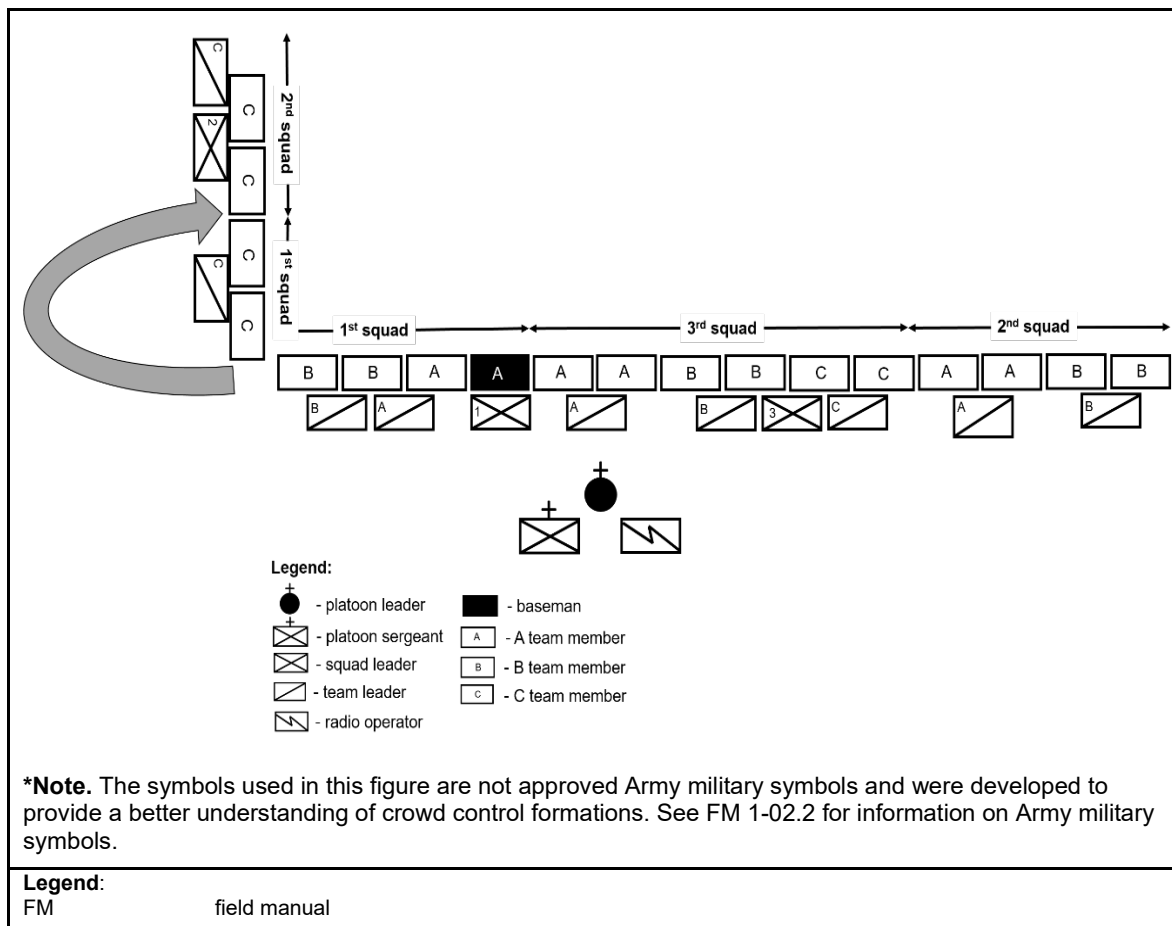 C
C
2nd squad
2
C
C
1st squad
C
C
1st squad
3rd squad
2nd squad
B B A A A A B B C C A A B B
B A 1 A B 3 C A B
Legend:
- platoon leader
- baseman
- platoon sergeant
A - A team member
- squad leader
B - B team member
- team leader
C - C team member
- radio operator
*Note. The symbols used in this figure are not approved Army military symbols and were developed to
provide a better understanding of crowd control formations. See FM 1-02.2 for information on Army military
symbols.
Legend:
FM field manual